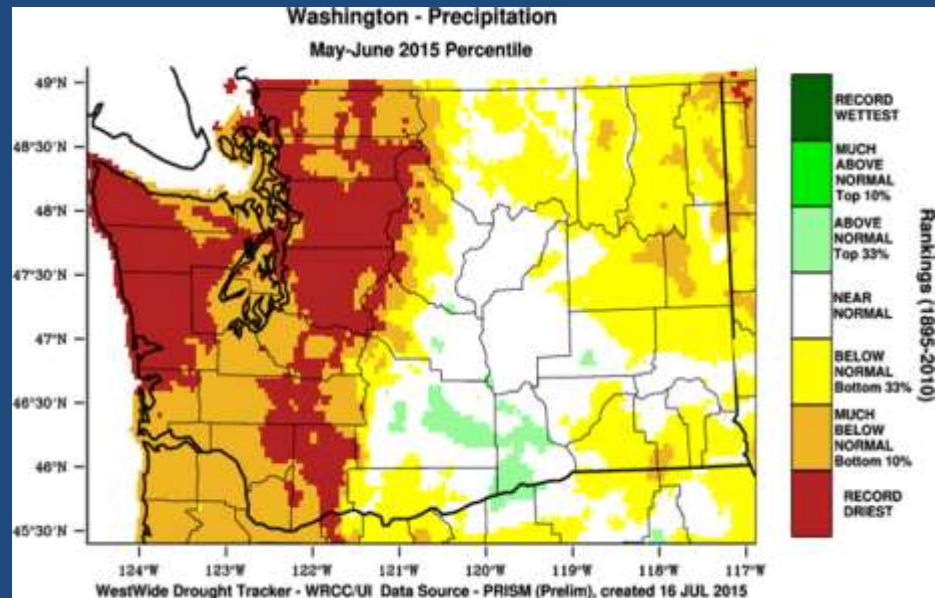 Washington - Precipitation
May-June 2015 Percentile
49°N
48°30'N
48°N
47°30'N
47°N
46°30'N
46°N
45°30'N
124°W 123°W 122°W 121°W 120°W 119°W 118°W 117°W
RECORD
WETTEST
MUCH
ABOVE
NORMAL
Top 10%
ABOVE
NORMAL
Top 33%
NEAR
NORMAL
BELOW
NORMAL
Bottom 33%
MUCH
BELOW
NORMAL
Bottom 10%
RECORD
DRIEST
Rankings (1895-2010)
WestWide Drought Tracker - WRCC/UI Data Source - PRISM (Prelim), created 16 JUL 2015